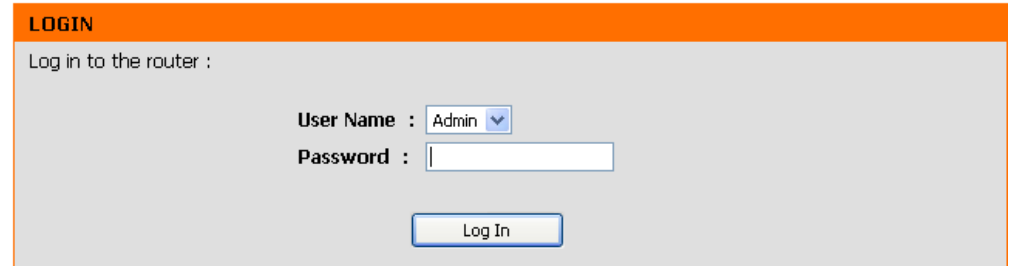 LOGIN
Log in to the router :
User Name : Admin
Password :
Log In